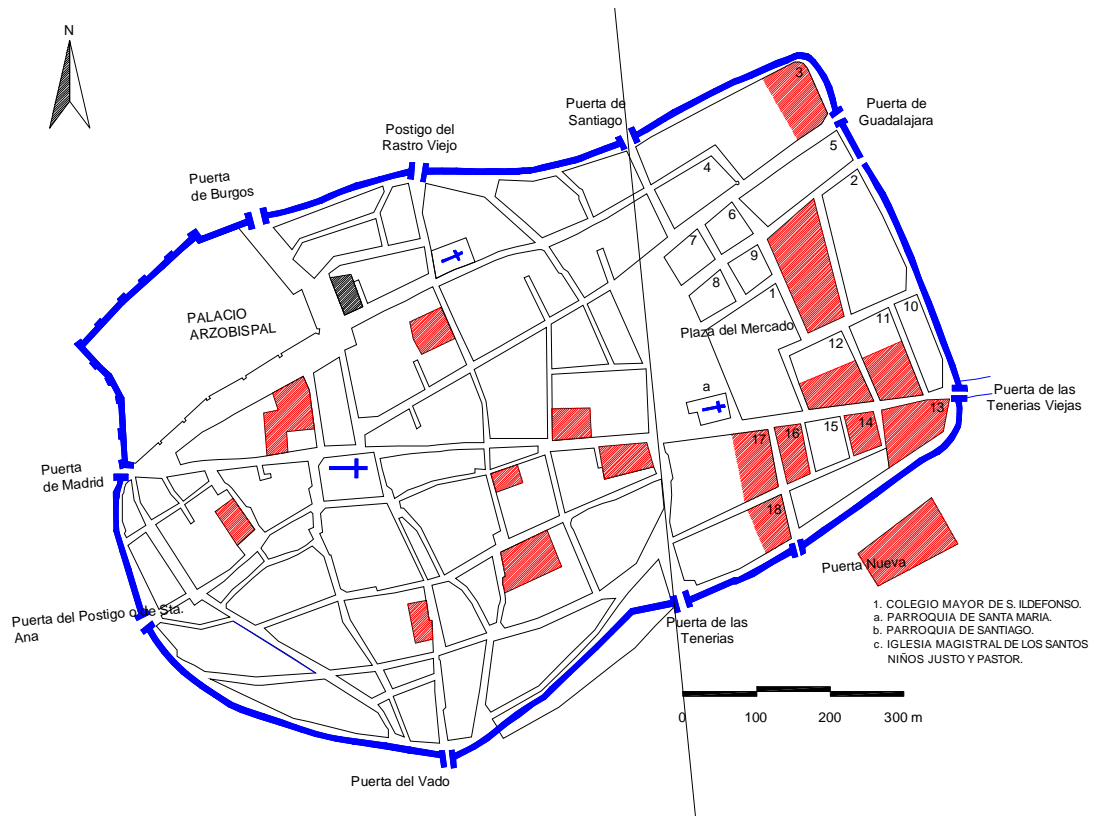 N
3
Puerta de
Santiago
Puerta de
Guadalajara
Postigo del
Rastro Viejo
5
4
2
Puerta
de Burgos
6
7
9
8
1
10
PALACIO
ARZOBISPAL
11
Plaza del Mercado
12
a
Puerta de las
Tenerias Viejas
13
17
16
15
14
Puerta
de Madrid
18
Puerta Nueva
Puerta del Postigo o de Sta.
Ana
Puerta de las
Tenerias
1. COLEGIO MAYOR DE S. ILDEFONSO.
a. PARROQUIA DE SANTA MARIA.
b. PARROQUIA DE SANTIAGO.
c. IGLESIA MAGISTRAL DE LOS SANTOS
NIÑOS JUSTO Y PASTOR.
0 100 200 300 m
Puerta del Vado